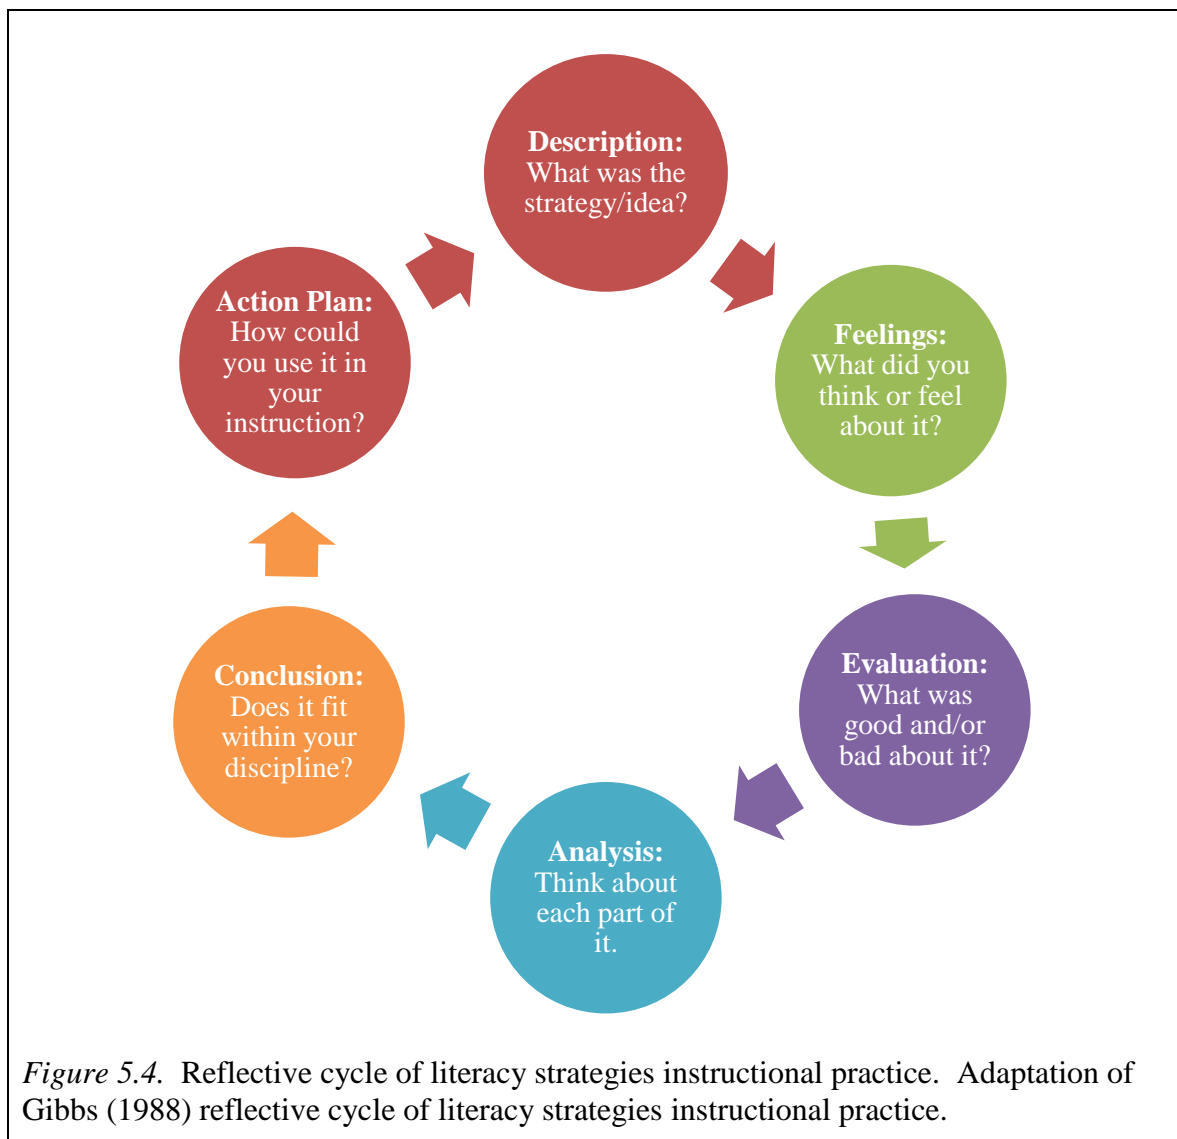 Description:
What was the
strategy/idea?
Feelings:
What did you
think or feel
about it?
Evaluation:
What was
good and/or
bad about it?
Analysis:
Think about
each part of
it.
Conclusion:
Does it fit
within your
discipline?
Action Plan:
How could
you use it in
your
instruction?
Figure 5.4.  Reflective cycle of literacy strategies instructional practice.  Adaptation of
Gibbs (1988) reflective cycle of literacy strategies instructional practice.